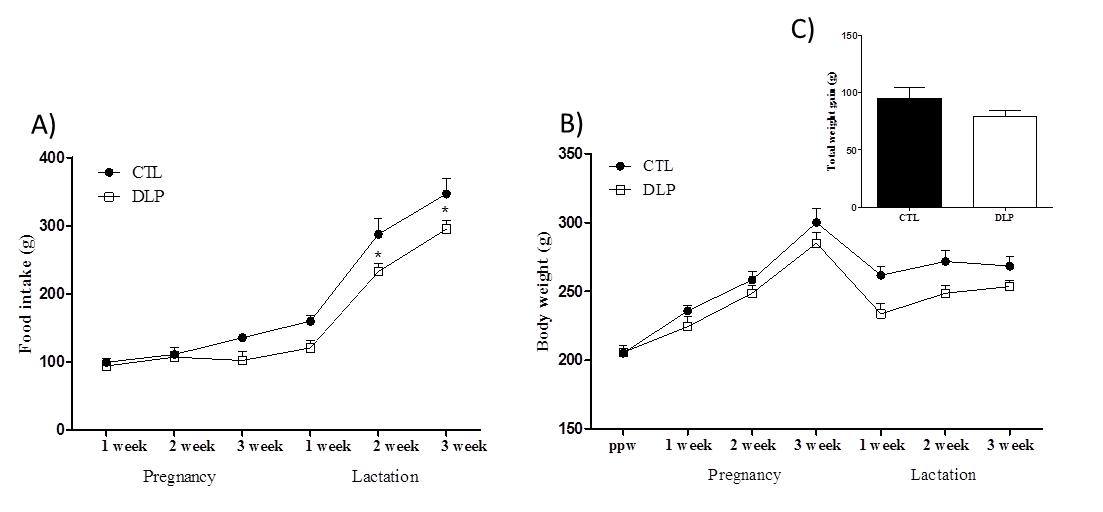 A)
400
300
200
100
0
Food intake (g)
CTL
DLP
*
*
1 week 2 week 3 week 1 week 2 week 3 week
Pregnancy Lactation
B)
350
300
250
200
150
Body weight (g)
CTL
DLP
ppw 1 week 2 week 3 week 1 week 2 week 3 week
Pregnancy Lactation
C)
150
100
50
0
Total weight gain (g)
CTL DLP